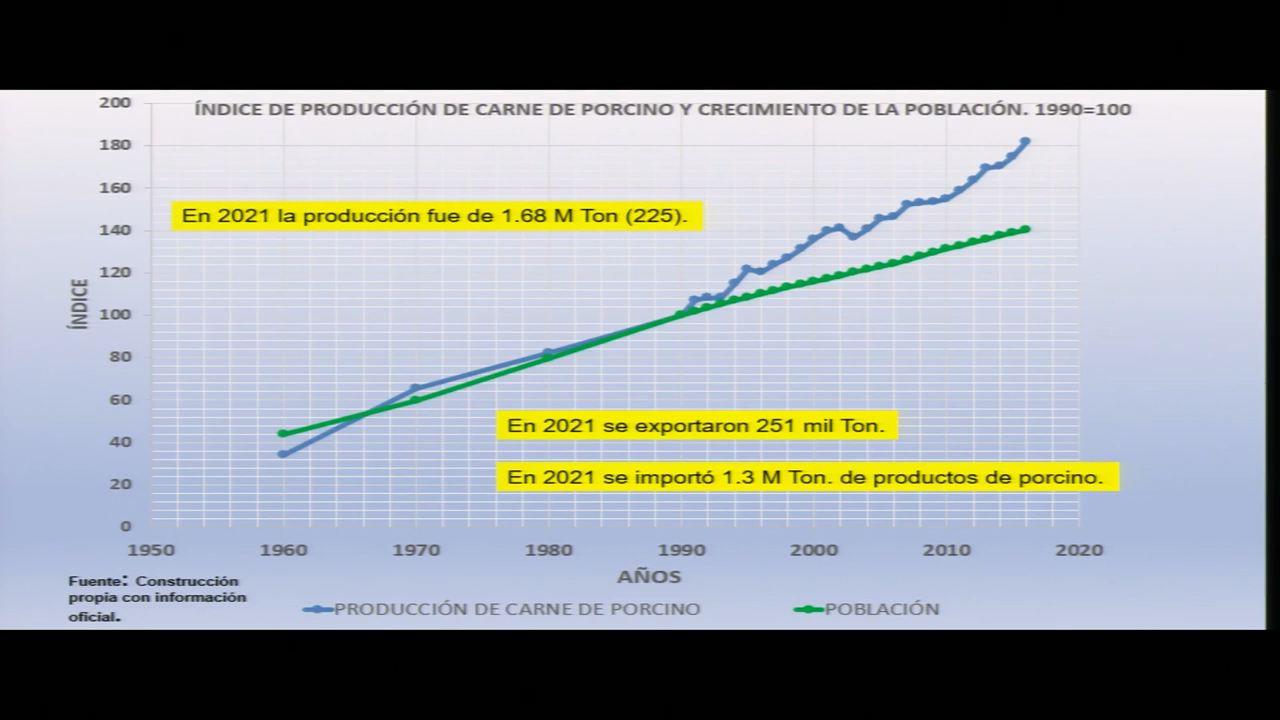 ÍNDICE DE PRODUCCIÓN DE CARNE DE PORCINO Y CRECIMIENTO DE LA POBLACIÓN. 1990=100
200
180
160
140
120
100
80
60
40
20
0
ÍNDICE
En 2021 la producción fue de 1.68 M Ton (225).
En 2021 se exportaron 251 mil Ton.
En 2021 se importó 1.3 M Ton. de productos de porcino.
1950 1960 1970 1980 1990 2000 2010 2020
AÑOS
Fuente: Construcción
propia con información
oficial.
PRODUCCIÓN DE CARNE DE PORCINO POBLACIÓN